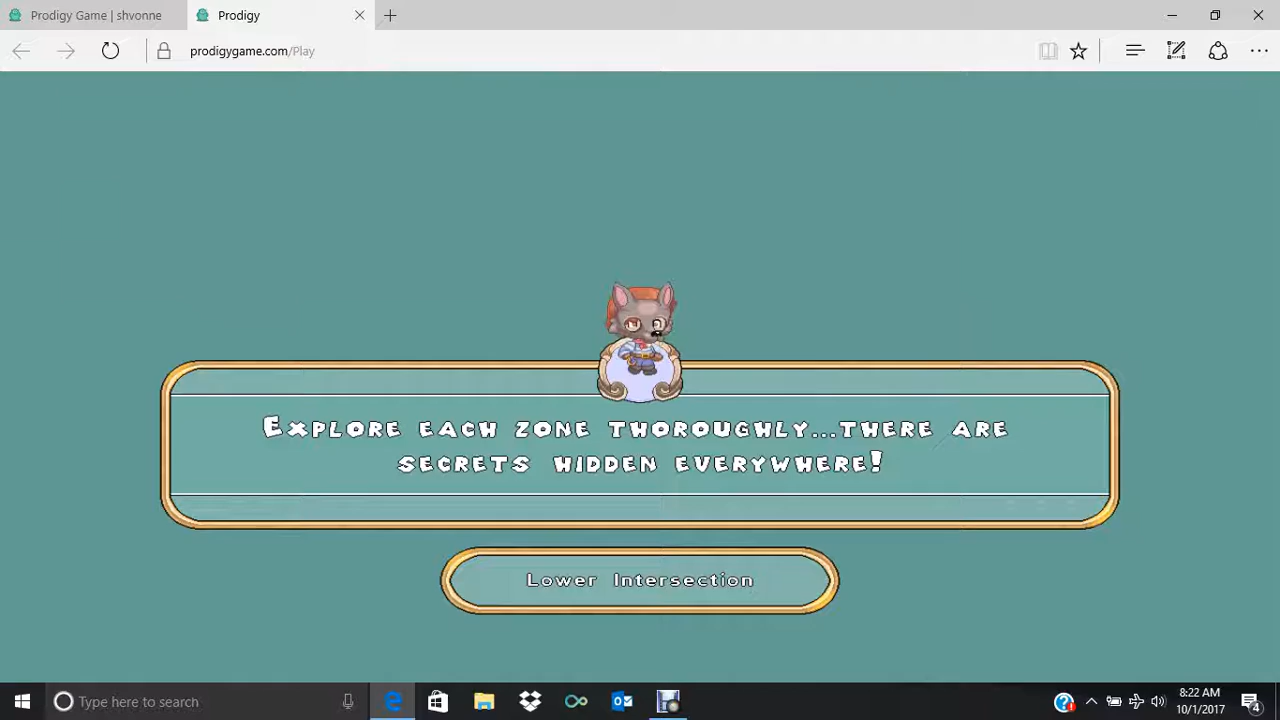 Prodigy Game | shvonne
Prodigy
prodigygame.com/Play
Explore each zone thoroughly...there are
secrets hidden everywhere!
Lower Intersection
Type here to search
8:22 AM
10/1/2017
4